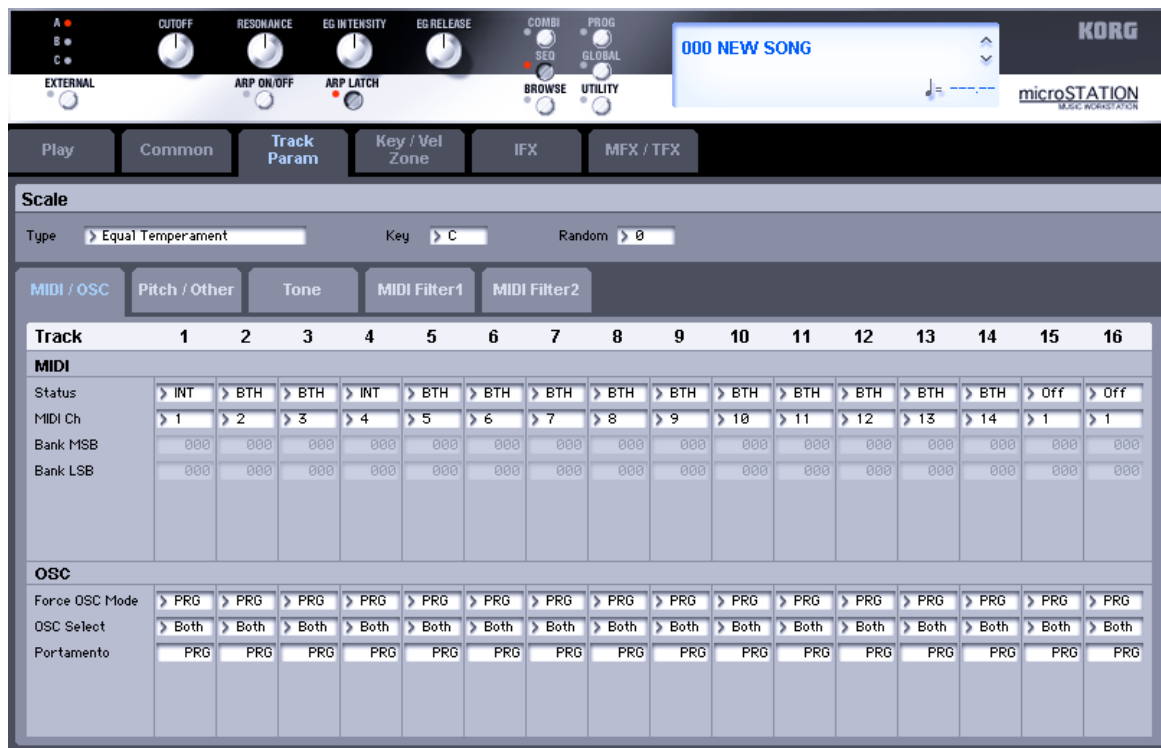 A CUTOFF RESONANCE EG INTENSITY EG RELEASE COMBI PROG KORG
B SEQ GLOBAL 000 NEW SONG
C
EXTERNAL ARP ON/OFF ARP LATCH BROWSE UTILITY ♩= ---.-- microSTATION
MUSIC WORKSTATION
Play Common Track Param Key / Vel Zone IFX MFX / TFX
Scale
Type Equal Temperament Key C Random 0
MIDI / OSC Pitch / Other Tone MIDI Filter1 MIDI Filter2
Track 1 2 3 4 5 6 7 8 9 10 11 12 13 14 15 16
MIDI
Status INT BTH BTH INT BTH BTH BTH BTH BTH BTH BTH BTH BTH BTH Off Off
MIDI Ch 1 2 3 4 5 6 7 8 9 10 11 12 13 14 1 1
Bank MSB 000 000 000 000 000 000 000 000 000 000 000 000 000 000 000 000
Bank LSB 000 000 000 000 000 000 000 000 000 000 000 000 000 000 000 000
OSC
Force OSC Mode PRG PRG PRG PRG PRG PRG PRG PRG PRG PRG PRG PRG PRG PRG PRG PRG
OSC Select Both Both Both Both Both Both Both Both Both Both Both Both Both Both Both Both
Portamento PRG PRG PRG PRG PRG PRG PRG PRG PRG PRG PRG PRG PRG PRG PRG PRG